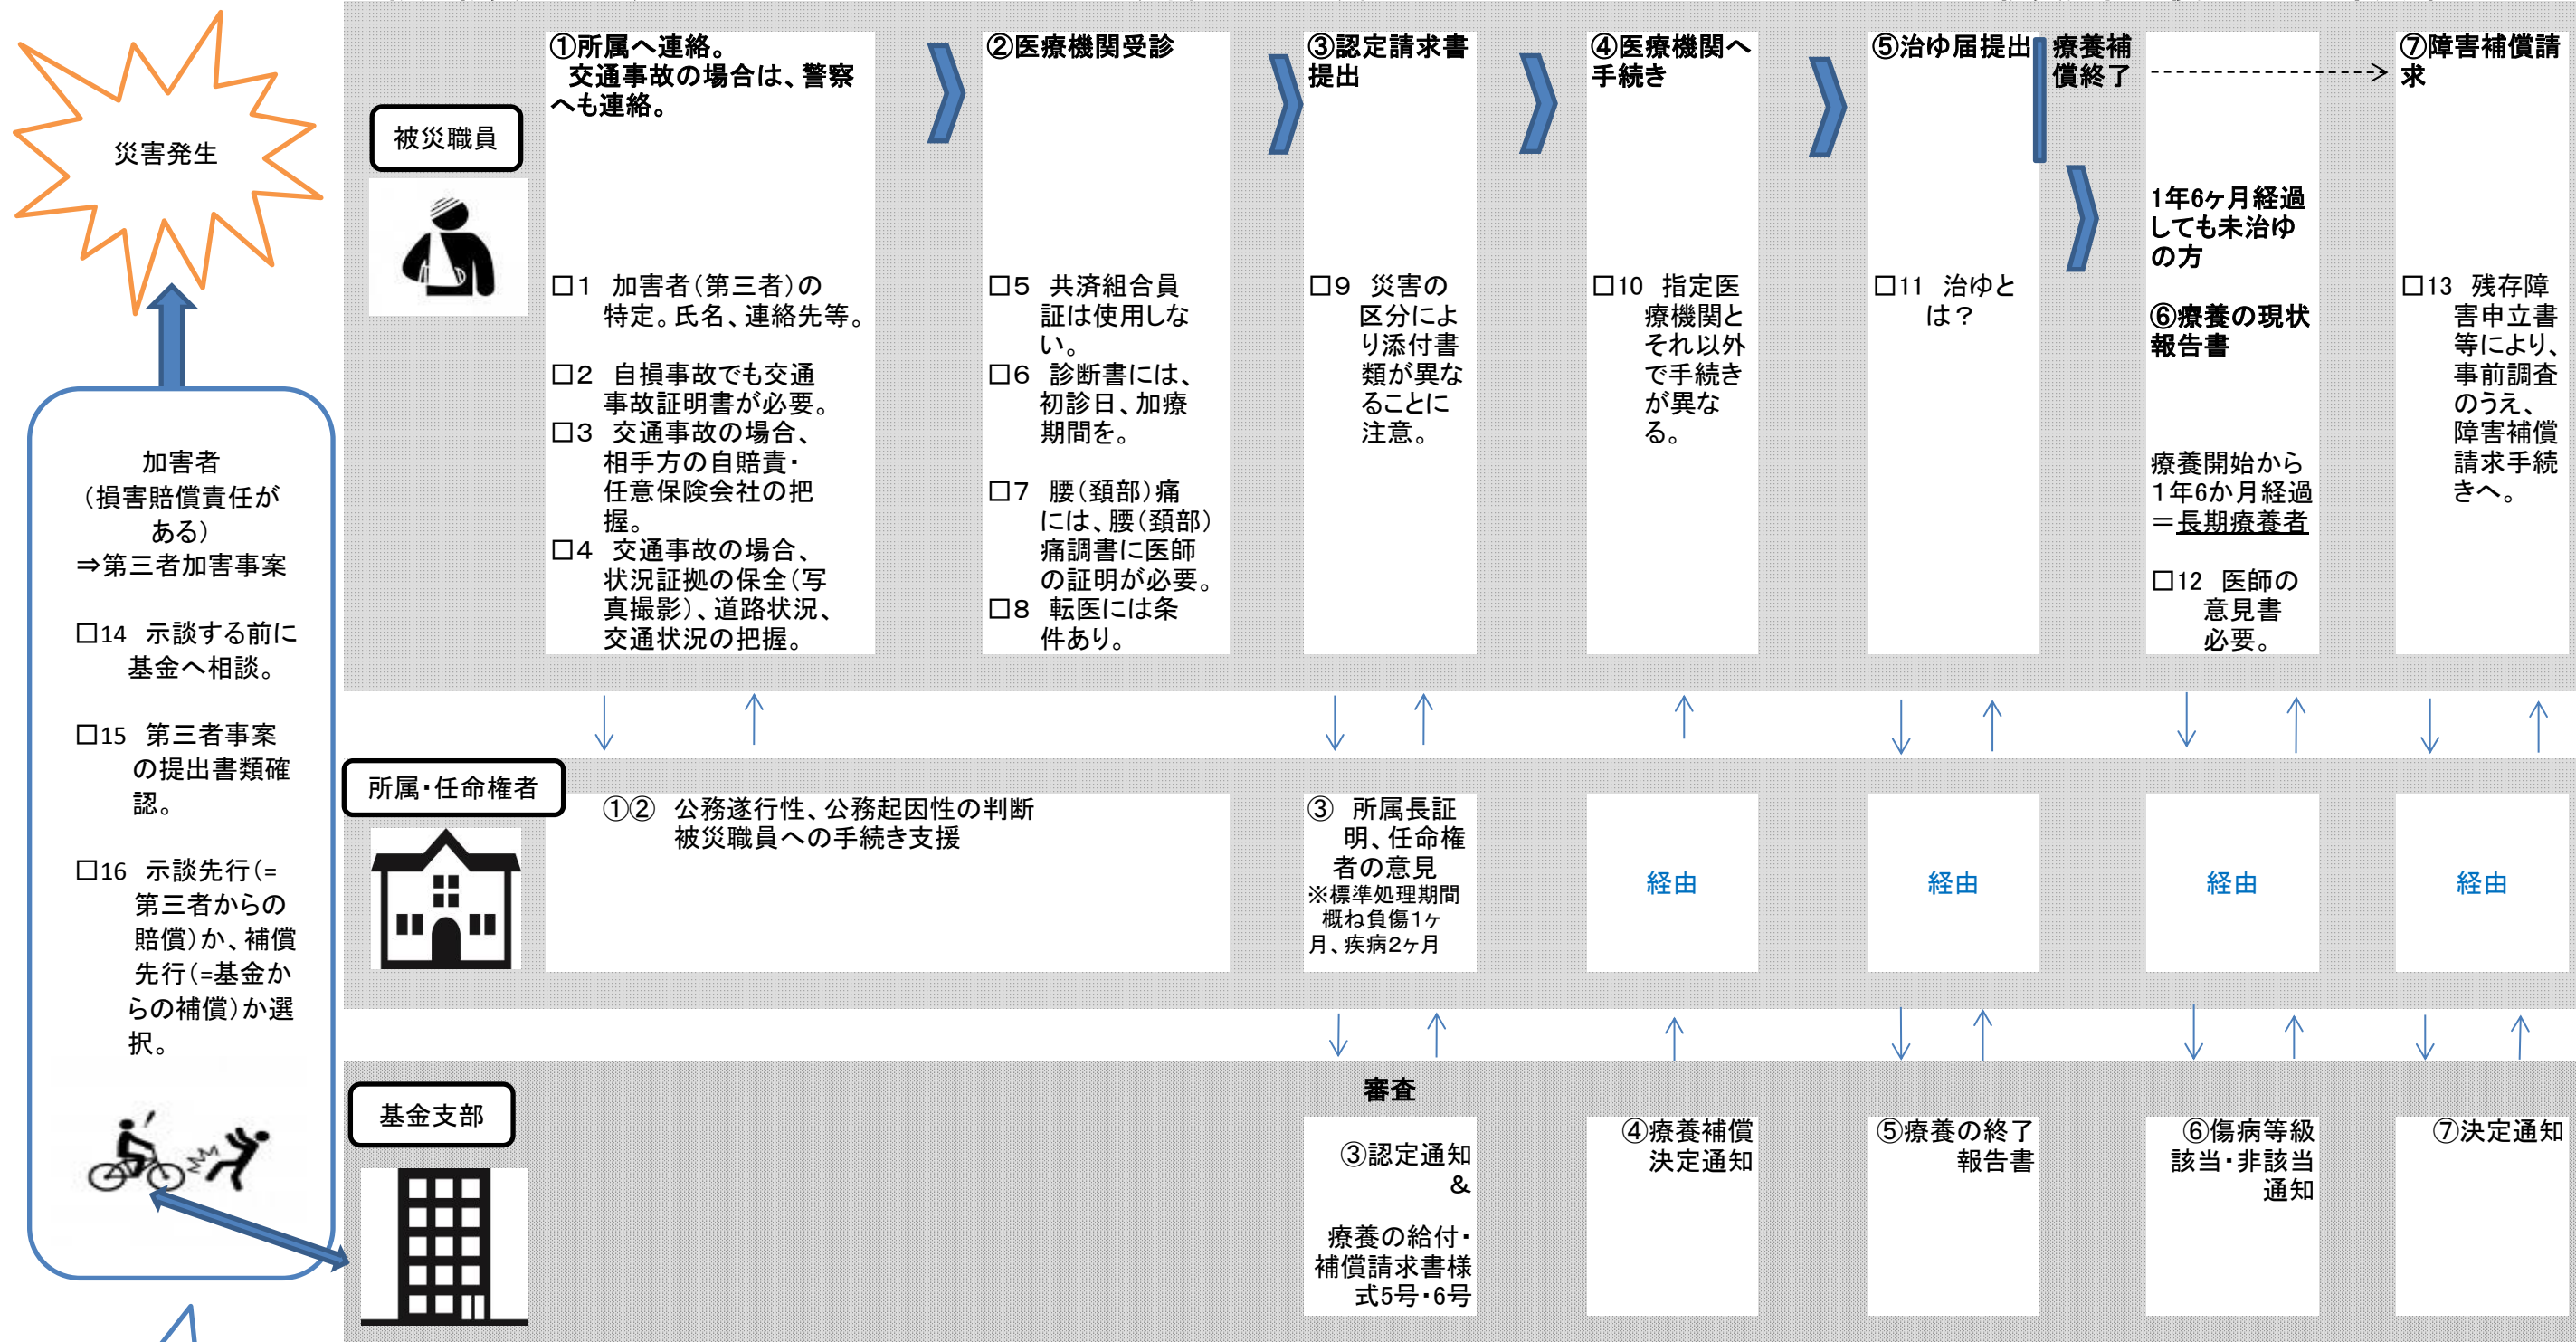 災害発生
加害者
（損害賠償責任が
ある）
⇒第三者加害事案
□14 示談する前に
基金へ相談。
□15 第三者事案
の提出書類確
認。
□16 示談先行（=
第三者からの
賠償）か、補償
先行（=基金か
らの補償）か選
択。
被災職員
①所属へ連絡。
交通事故の場合は、警察
へも連絡。
□１ 加害者（第三者）の
特定。氏名、連絡先等。
□２ 自損事故でも交通
事故証明書が必要。
□３ 交通事故の場合、
相手方の自賠責・
任意保険会社の把
握。
□４ 交通事故の場合、
状況証拠の保全（写
真撮影）、道路状況、
交通状況の把握。
②医療機関受診
□５ 共済組合員
証は使用しな
い。
□６ 診断書には、
初診日、加療
期間を。
□７ 腰（頚部）痛
には、腰（頚部）
痛調書に医師
の証明が必要。
□８ 転医には条
件あり。
③認定請求書
提出
□９ 災害の
区分によ
り添付書
類が異な
ることに
注意。
④医療機関へ
手続き
□10 指定医
療機関と
それ以外
で手続き
が異な
る。
⑤治ゆ届提出
□11 治ゆと
は？
療養補
償終了
1年6ヶ月経過
しても未治ゆ
の方
⑥療養の現状
報告書
療養開始から
１年6か月経過
＝長期療養者
□12 医師の
意見書
必要。
⑦障害補償請
求
□13 残存障
害申立書
等により、
事前調査
のうえ、
障害補償
請求手続
きへ。
所属・任命権者
①② 公務遂行性、公務起因性の判断
被災職員への手続き支援
③ 所属長証
明、任命権
者の意見
※標準処理期間
概ね負傷１ヶ
月、疾病２ヶ月
経由
経由
経由
経由
基金支部
審査
③認定通知
＆
療養の給付・
補償請求書様
式5号・6号
④療養補償
決定通知
⑤療養の終了
報告書
⑥傷病等級
該当・非該当
通知
⑦決定通知